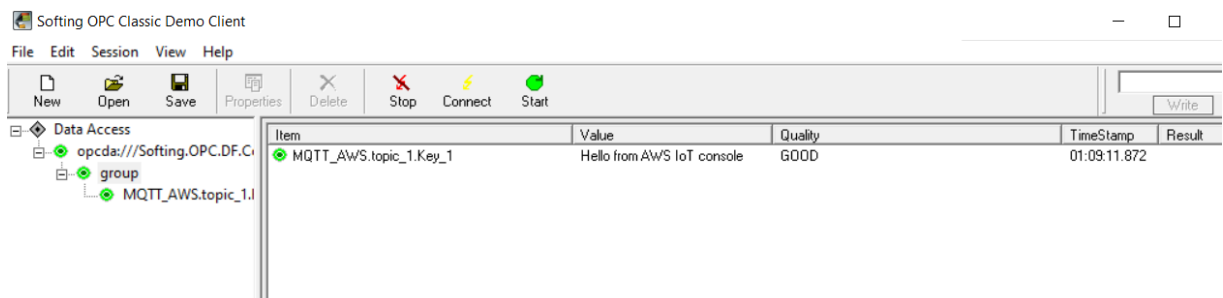 Softing OPC Classic Demo Client
File Edit Session View Help
New Open Save Properties Delete Stop Connect Start Write
Data Access
opcda:///Softing.OPC.DF.C
group
MQTT_AWS.topic_1.
Item Value Quality TimeStamp Result
MQTT_AWS.topic_1.Key_1 Hello from AWS IoT console GOOD 01:09:11.872